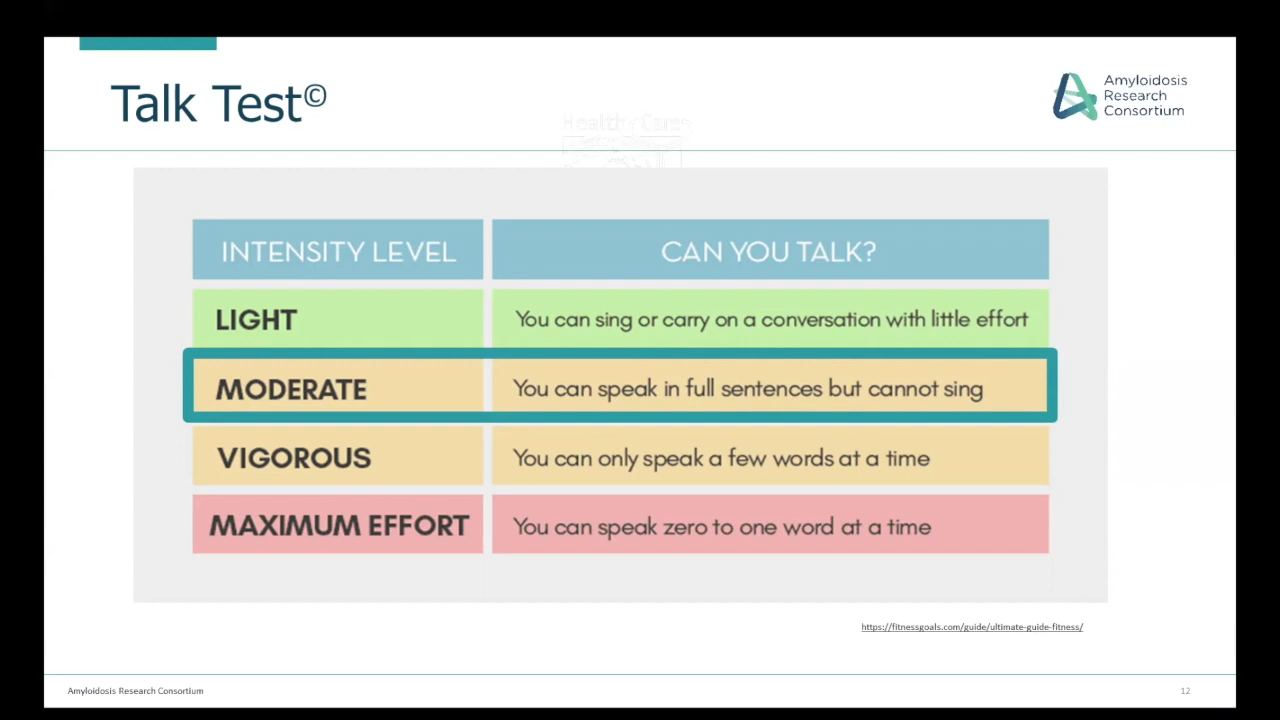 Talk Test©
Amyloidosis
Research
Consortium
INTENSITY LEVEL CAN YOU TALK?
LIGHT You can sing or carry on a conversation with little effort
MODERATE You can speak in full sentences but cannot sing
VIGOROUS You can only speak a few words at a time
MAXIMUM EFFORT You can speak zero to one word at a time
https://fitnessgoals.com/guide/ultimate-guide-fitness/
Amyloidosis Research Consortium 12